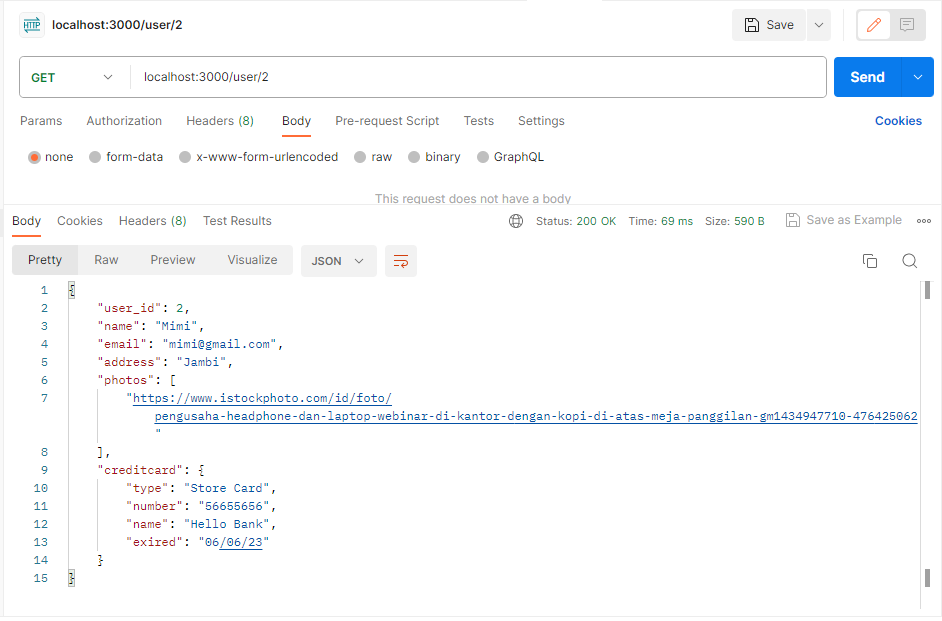 HTTP localhost:3000/user/2 Save
GET localhost:3000/user/2 Send
Params Authorization Headers (8) Body Pre-request Script Tests Settings Cookies
none form-data x-www-form-urlencoded raw binary GraphQL
This request does not have a body
Body Cookies Headers (8) Test Results Status: 200 OK Time: 69 ms Size: 590 B Save as Example
Pretty Raw Preview Visualize JSON
1 {
2 "user_id": 2,
3 "name": "Mimi",
4 "email": "mimi@gmail.com",
5 "address": "Jambi",
6 "photos": [
7 "https://www.istockphoto.com/id/foto/
pengusaha-headphone-dan-laptop-webinar-di-kantor-dengan-kopi-di-atas-meja-panggilan-gm1434947710-476425062
"
8 ],
9 "creditcard": {
10 "type": "Store Card",
11 "number": "56655656",
12 "name": "Hello Bank",
13 "exired": "06/06/23"
14 }
15 }